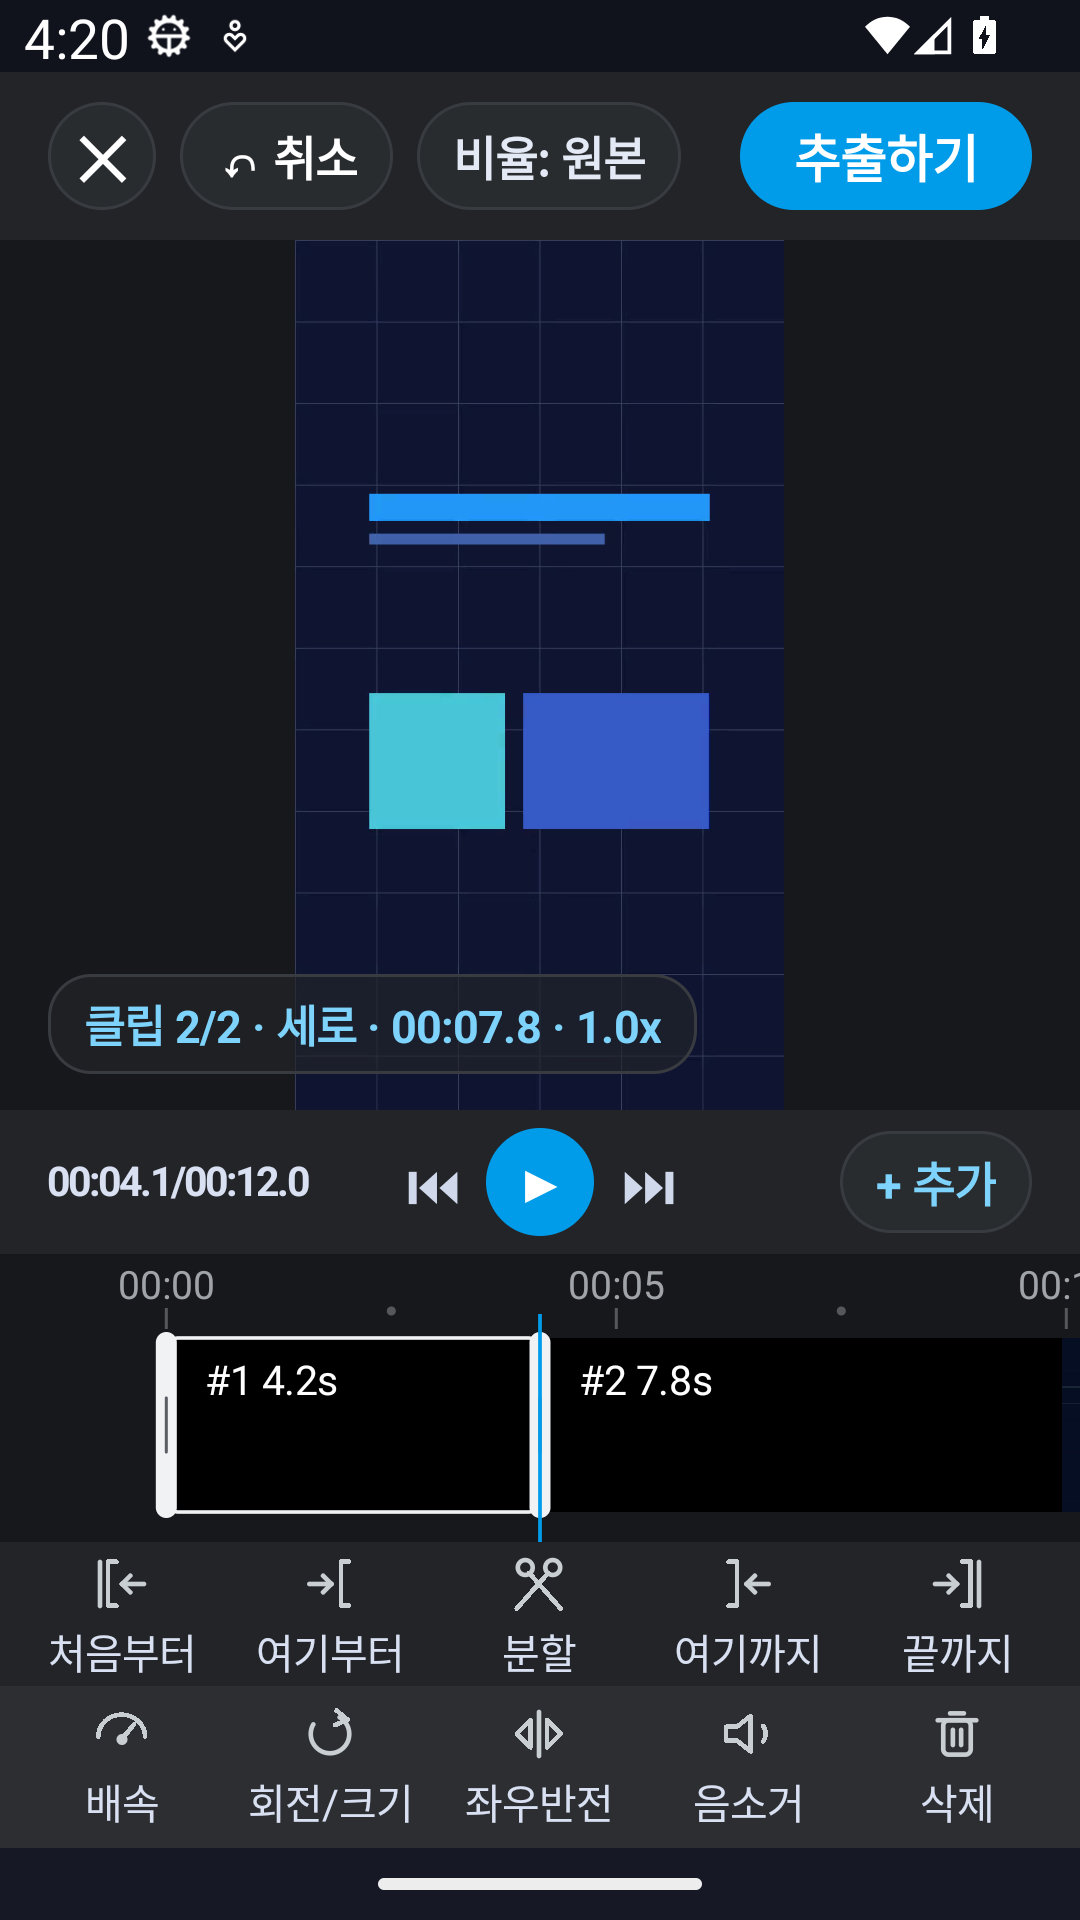 4:20
취소
비율: 원본
추출하기
클립 2/2 · 세로 · 00:07.8 · 1.0x
00:04.1/00:12.0
+ 추가
00:00
00:05
#1 4.2s
#2 7.8s
처음부터
여기부터
분할
여기까지
끝까지
배속
회전/크기
좌우반전
음소거
삭제